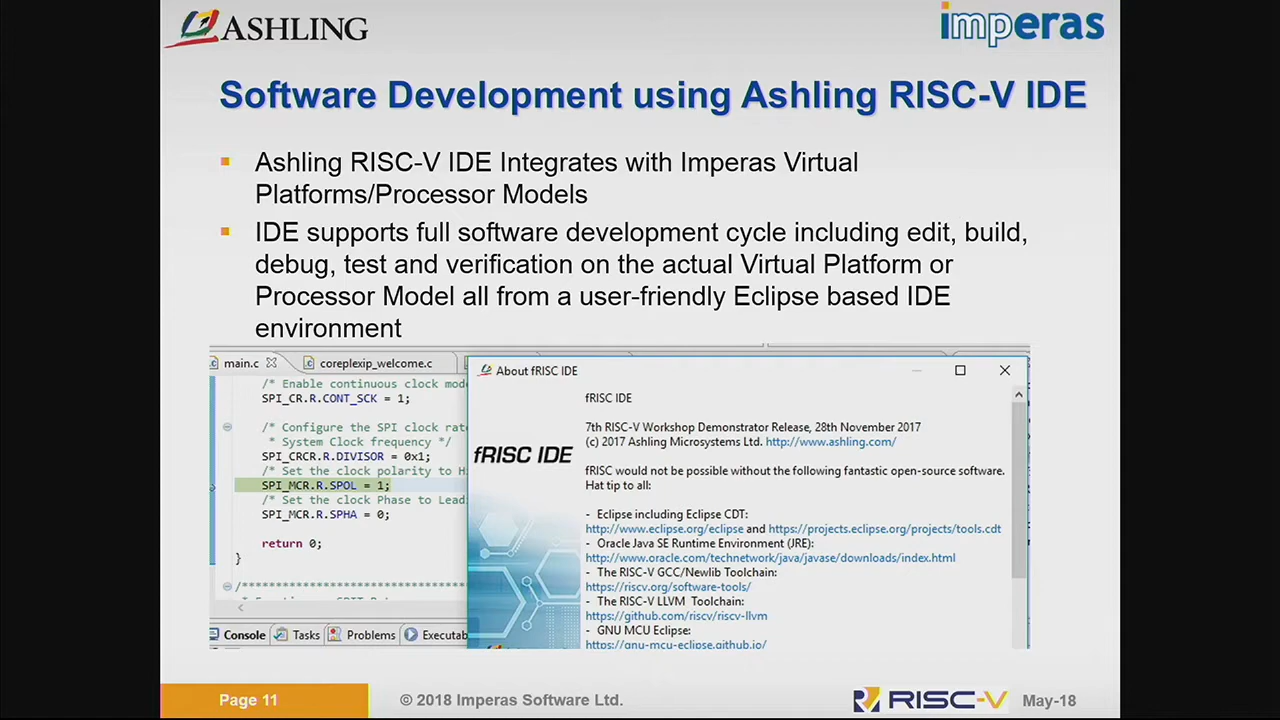 ASHLING
imperas
Software Development using Ashling RISC-V IDE
Ashling RISC-V IDE Integrates with Imperas Virtual
Platforms/Processor Models
IDE supports full software development cycle including edit, build,
debug, test and verification on the actual Virtual Platform or
Processor Model all from a user-friendly Eclipse based IDE
environment
main.c
coreplexip_welcome.c
/* Enable continuous clock mod
SPI_CR.R.CONT_SCK = 1;
/* Configure the SPI clock rat
* System Clock frequency */
SPI_CRCR.R.DIVISOR = 0x1;
/* Set the clock polarity to H
SPI_MCR.R.SPOL = 1;
/* Set the clock Phase to Lead
SPI_MCR.R.SPHA = 0;
return 0;
}
/*******************************
Console
Tasks
Problems
Executab
About fRISC IDE
fRISC IDE
fRISC IDE
7th RISC-V Workshop Demonstrator Release, 28th November 2017
(c) 2017 Ashling Microsystems Ltd. http://www.ashling.com/
fRISC would not be possible without the following fantastic open-source software.
Hat tip to all:
- Eclipse including Eclipse CDT:
http://www.eclipse.org/eclipse and https://projects.eclipse.org/projects/tools.cdt
- Oracle Java SE Runtime Environment (JRE):
http://www.oracle.com/technetwork/java/javase/downloads/index.html
- The RISC-V GCC/Newlib Toolchain:
https://riscv.org/software-tools/
- The RISC-V LLVM Toolchain:
https://github.com/riscv/riscv-llvm
- GNU MCU Eclipse:
https://gnu-mcu-eclipse.github.io/
Page 11
© 2018 Imperas Software Ltd.
RISC-V
May-18